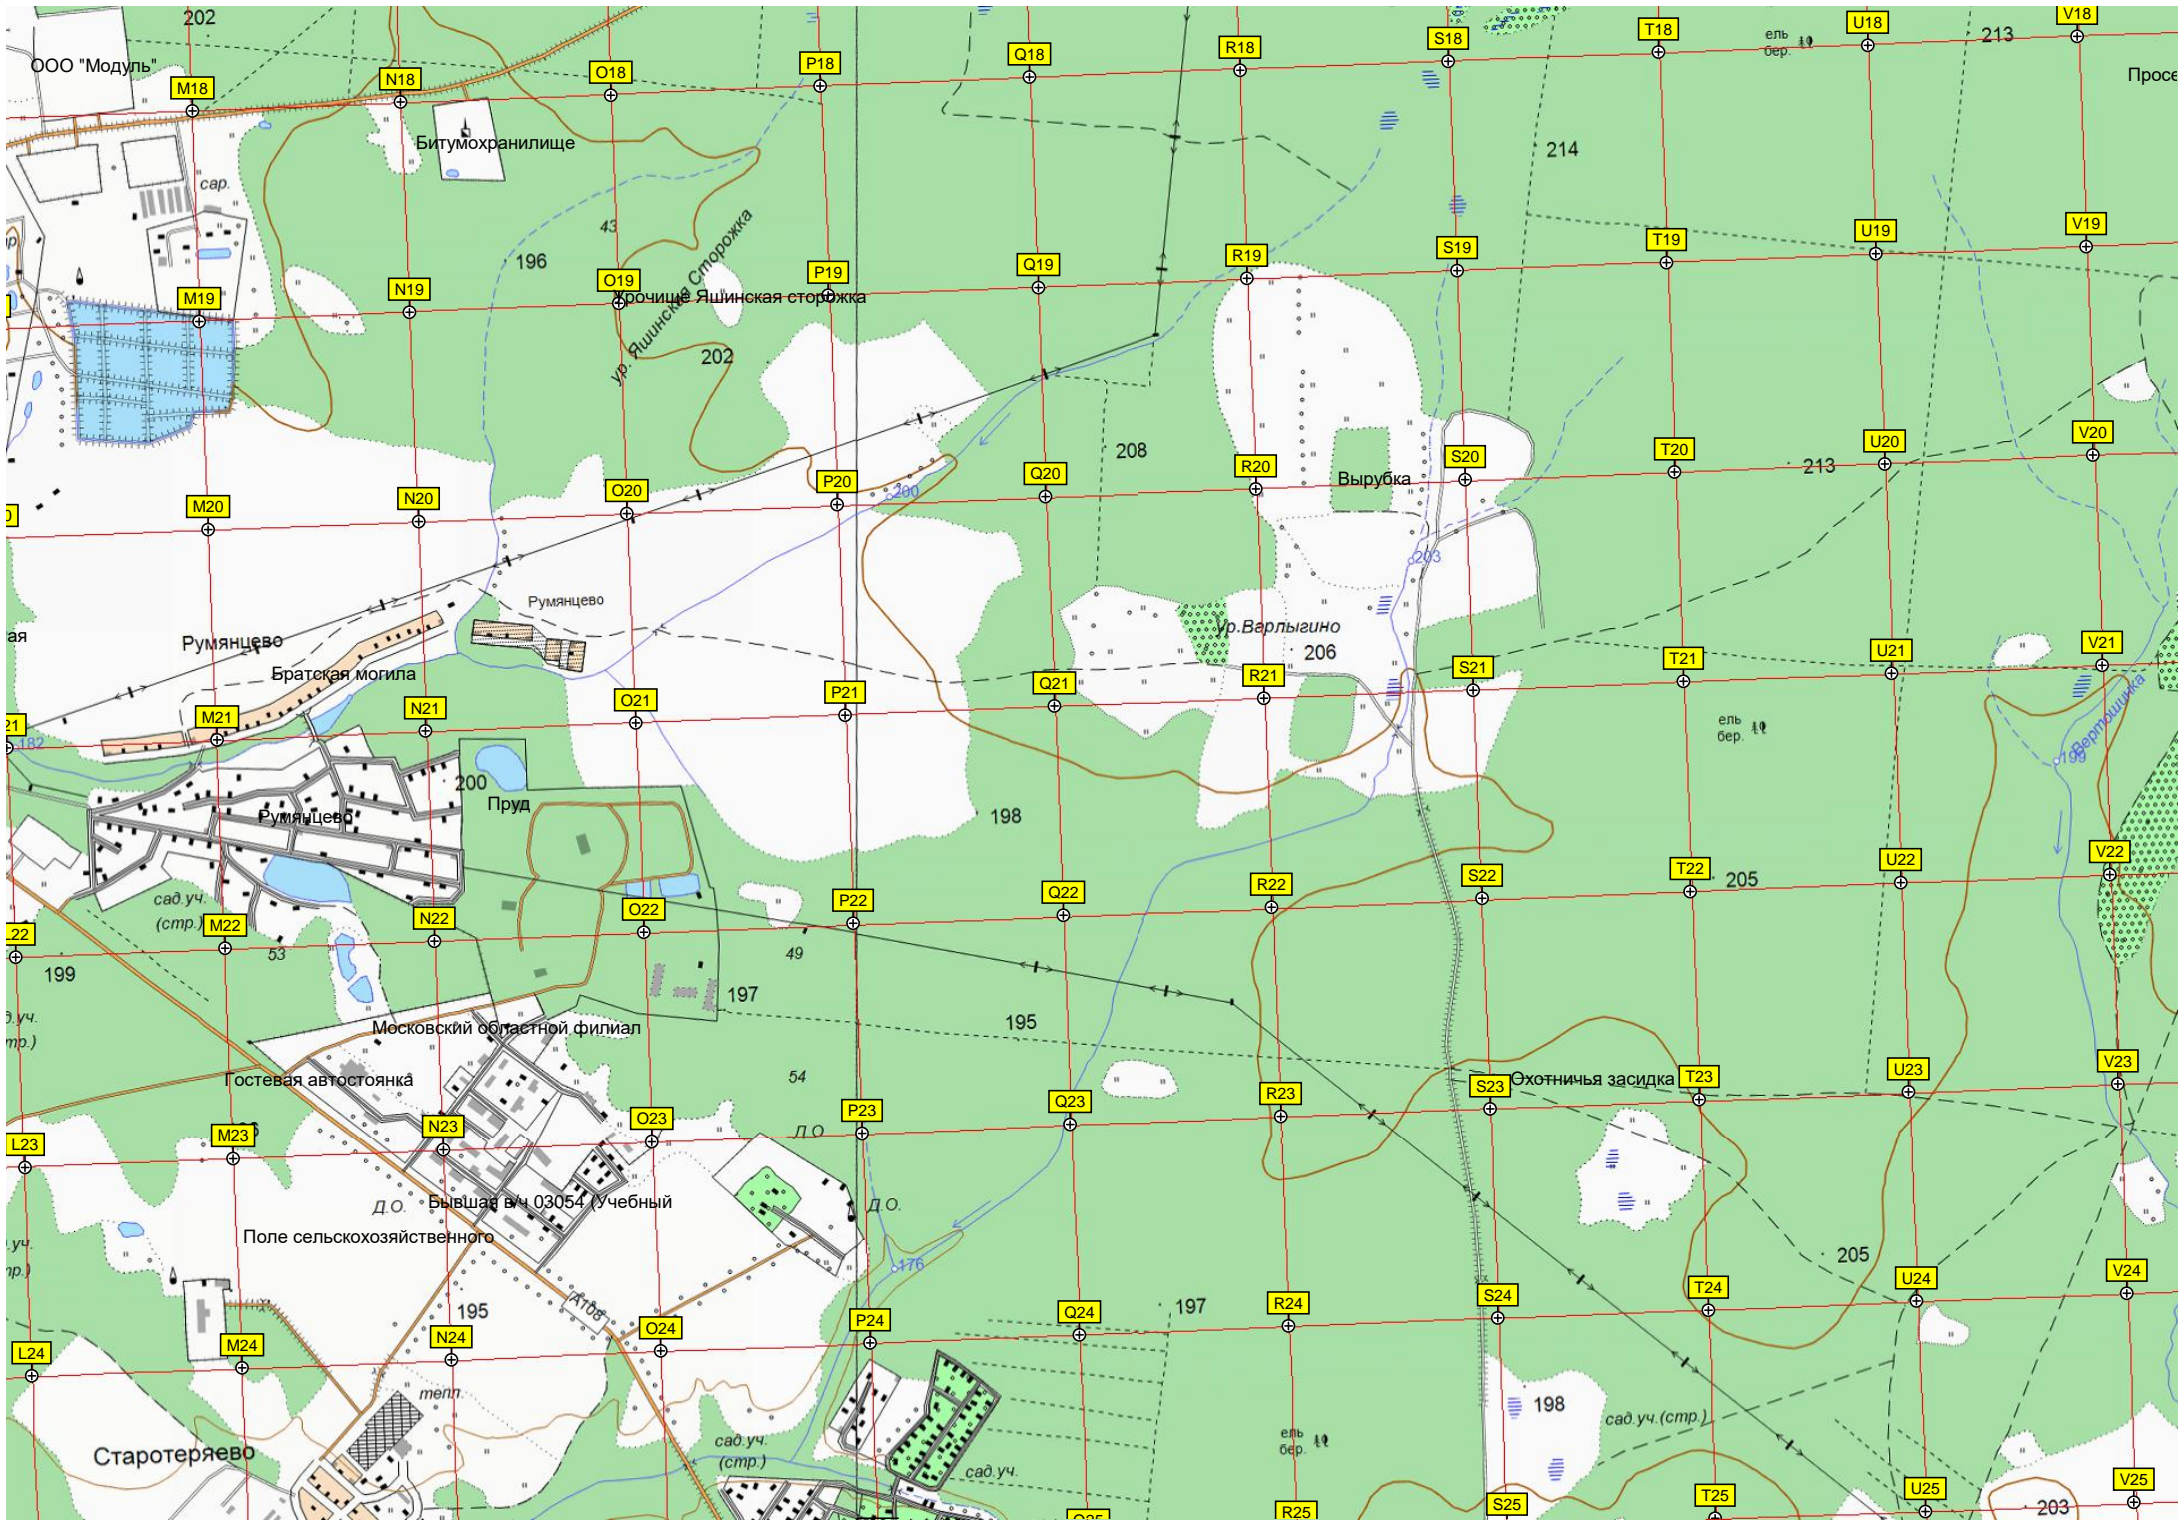 202
V18
U18
T18
ель
бер.
213
S18
R18
Q18
P18
O18
N18
M18
ООО "Модуль"
Просе
Битумохранилище
214
сар.
43
196
ур. Яшинская Сторожка
V19
U19
T19
S19
R19
Q19
P19
O19
N19
M19
Урочище Яшинская сторожка
202
208
V20
U20
T20
213
S20
Вырубка
R20
Q20
P20
200
O20
N20
M20
203
Румянцево
Румянцево
ур.Варлыгино
206
Братская могила
V21
U21
T21
S21
R21
Q21
P21
O21
N21
M21
21
182
ель
бер.
Вертошинка
199
200
Пруд
198
Румянцево
V22
U22
T22
205
S22
R22
Q22
P22
O22
N22
M22
L22
сад.уч.
(стр.)
53
49
199
197
195
Московский областной филиал
Гостевая автостоянка
54
Охотничья засидка
V23
U23
T23
S23
R23
Q23
P23
O23
N23
M23
L23
Д.О
Д.О.
Бывшая в/ч 03054 (Учебный
Д.О.
Поле сельскохозяйственного
176
205
195
А108
197
V24
U24
T24
S24
R24
Q24
P24
O24
N24
M24
L24
тепл.
198
сад.уч.(стр.)
Старотеряево
сад.уч.
(стр.)
сад.уч.
ель
бер.
V25
U25
T25
S25
R25
Q25
203